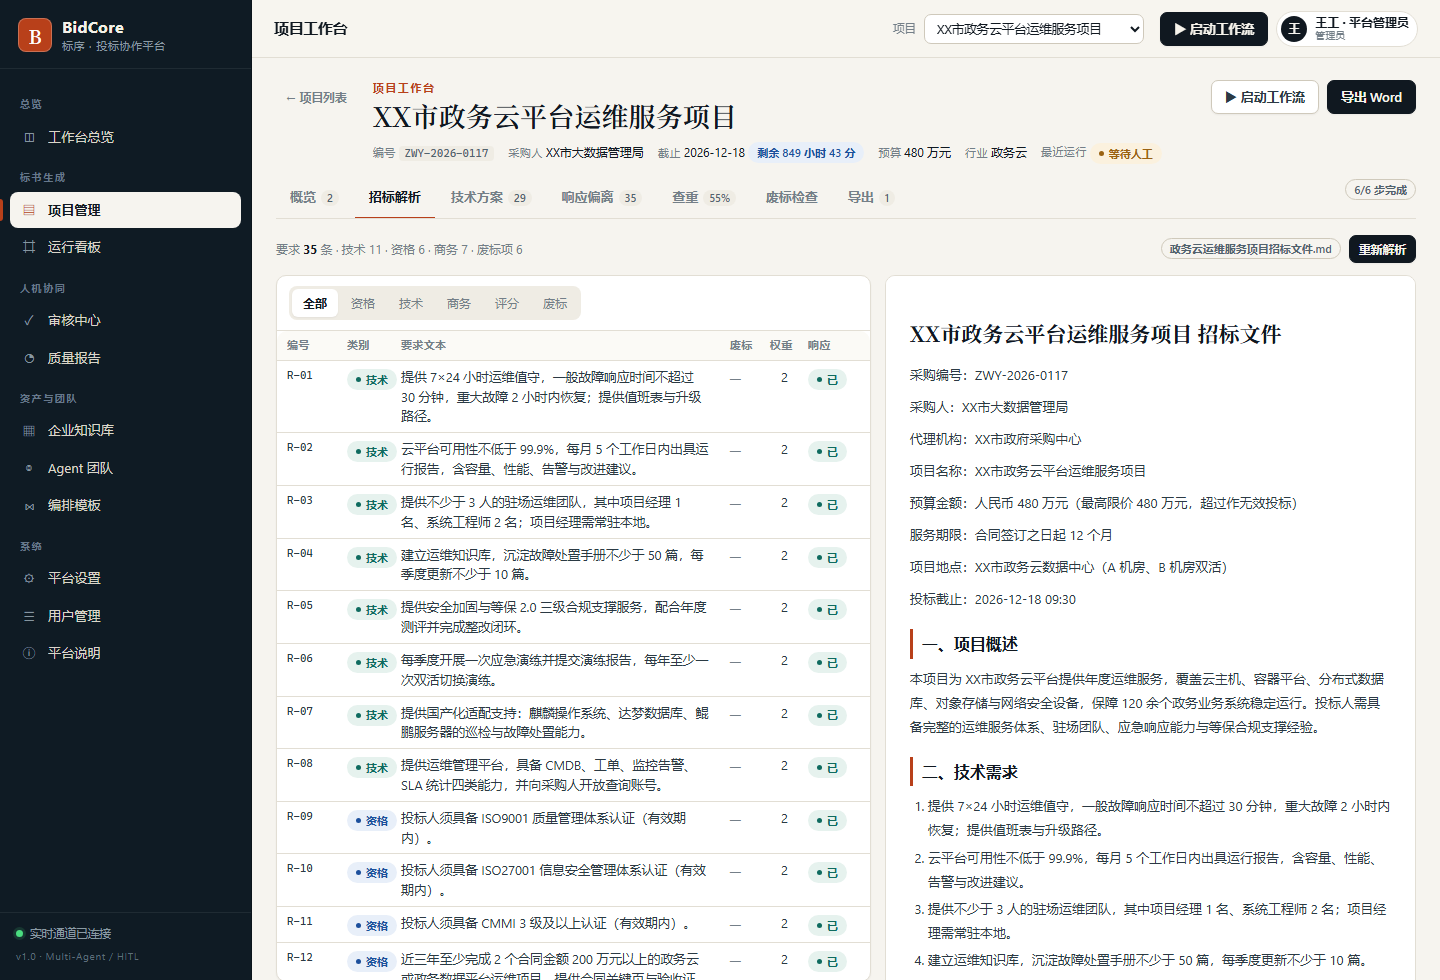 B
BidCore
标序 · 投标协作平台
总览
工作台总览
标书生成
项目管理
运行看板
人机协同
审核中心
质量报告
资产与团队
企业知识库
Agent 团队
编排模板
系统
平台设置
用户管理
平台说明
实时通道已连接
v1.0 · Multi-Agent / HITL
项目工作台
项目
XX市政务云平台运维服务项目
▶ 启动工作流
王
王工 · 平台管理员
管理员
← 项目列表
项目工作台
XX市政务云平台运维服务项目
编号 ZWY-2026-0117 采购人 XX市大数据管理局 截止 2026-12-18 剩余 849 小时 43 分 预算 480 万元 行业 政务云 最近运行 等待人工
▶ 启动工作流
导出 Word
概览 2 招标解析 技术方案 29 响应偏离 35 查重 55% 废标检查 导出 1
6/6 步完成
要求 35 条 · 技术 11 · 资格 6 · 商务 7 · 废标项 6
政务云运维服务项目招标文件.md
重新解析
全部 资格 技术 商务 评分 废标
编号 类别 要求文本 废标 权重 响应
R-01 技术 提供 7×24 小时运维值守，一般故障响应时间不超过 — 2 已
30 分钟，重大故障 2 小时内恢复；提供值班表与升级
路径。
R-02 技术 云平台可用性不低于 99.9%，每月 5 个工作日内出具运 — 2 已
行报告，含容量、性能、告警与改进建议。
R-03 技术 提供不少于 3 人的驻场运维团队，其中项目经理 1 — 2 已
名、系统工程师 2 名；项目经理需常驻本地。
R-04 技术 建立运维知识库，沉淀故障处置手册不少于 50 篇，每 — 2 已
季度更新不少于 10 篇。
R-05 技术 提供安全加固与等保 2.0 三级合规支撑服务，配合年度 — 2 已
测评并完成整改闭环。
R-06 技术 每季度开展一次应急演练并提交演练报告，每年至少一 — 2 已
次双活切换演练。
R-07 技术 提供国产化适配支持：麒麟操作系统、达梦数据库、鲲 — 2 已
鹏服务器的巡检与故障处置能力。
R-08 技术 提供运维管理平台，具备 CMDB、工单、监控告警、 — 2 已
SLA 统计四类能力，并向采购人开放查询账号。
R-09 资格 投标人须具备 ISO9001 质量管理体系认证（有效期 — 2 已
内）。
R-10 资格 投标人须具备 ISO27001 信息安全管理体系认证（有效 — 2 已
期内）。
R-11 资格 投标人须具备 CMMI 3 级及以上认证（有效期内）。 — 2 已
R-12 资格 近三年至少完成 2 个合同金额 200 万元以上的政务云 — 2 已
或政务数据平台运维项目，提供合同关键页与验收证
XX市政务云平台运维服务项目 招标文件
采购编号：ZWY-2026-0117
采购人：XX市大数据管理局
代理机构：XX市政府采购中心
项目名称：XX市政务云平台运维服务项目
预算金额：人民币 480 万元（最高限价 480 万元，超过作无效投标）
服务期限：合同签订之日起 12 个月
项目地点：XX市政务云数据中心（A 机房、B 机房双活）
投标截止：2026-12-18 09:30
一、项目概述
本项目为 XX市政务云平台提供年度运维服务，覆盖云主机、容器平台、分布式数据
库、对象存储与网络安全设备，保障 120 余个政务业务系统稳定运行。投标人需具
备完整的运维服务体系、驻场团队、应急响应能力与等保合规支撑经验。
二、技术需求
1. 提供 7×24 小时运维值守，一般故障响应时间不超过 30 分钟，重大故障 2 小时内
恢复；提供值班表与升级路径。
2. 云平台可用性不低于 99.9%，每月 5 个工作日内出具运行报告，含容量、性能、
告警与改进建议。
3. 提供不少于 3 人的驻场运维团队，其中项目经理 1 名、系统工程师 2 名；项目经
理需常驻本地。
4. 建立运维知识库，沉淀故障处置手册不少于 50 篇，每季度更新不少于 10 篇。